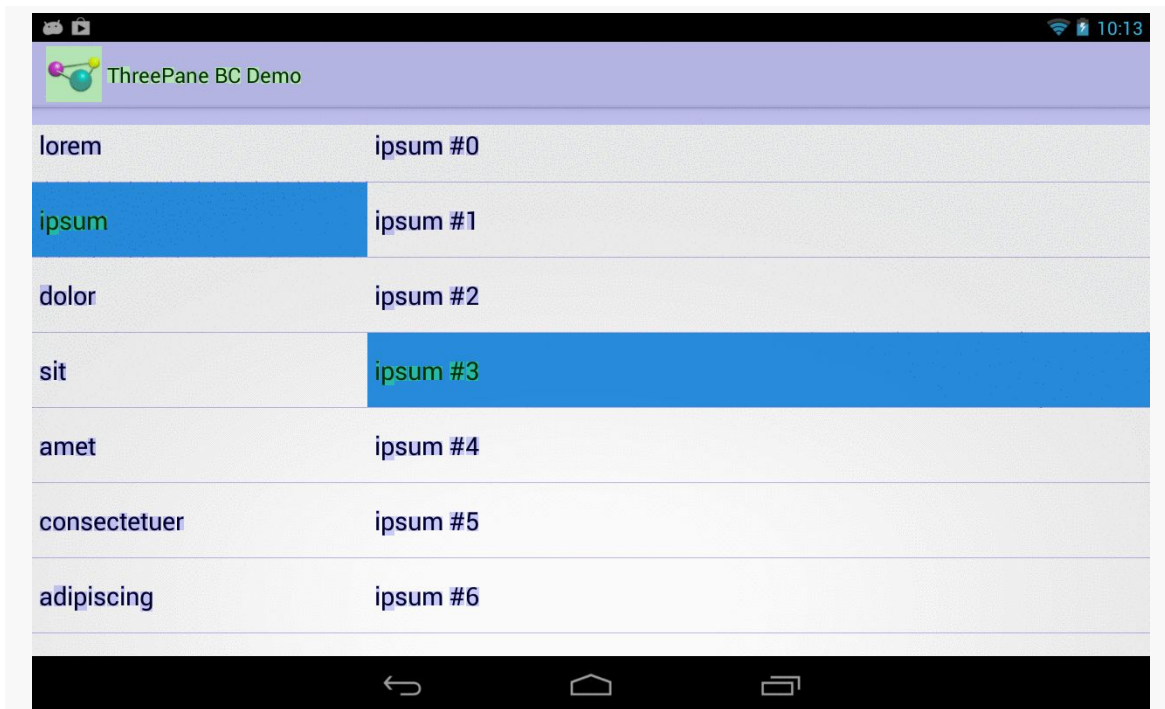 10:13
ThreePane BC Demo
lorem
ipsum #0
ipsum
ipsum #1
dolor
ipsum #2
sit
ipsum #3
amet
ipsum #4
consectetuer
ipsum #5
adipiscing
ipsum #6